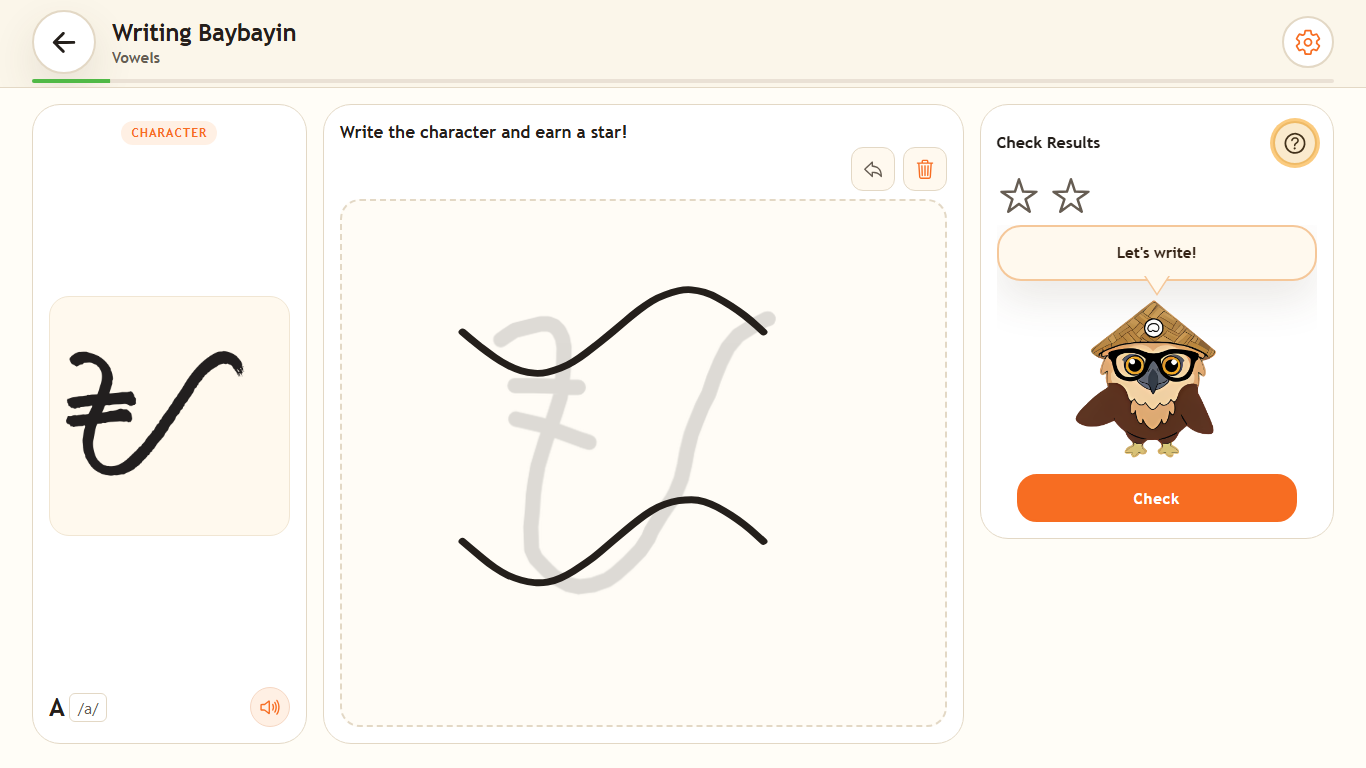 Writing Baybayin
Vowels
CHARACTER
ᜀ
A /a/
Write the character and earn a star!
Check Results
Let's write!
Check